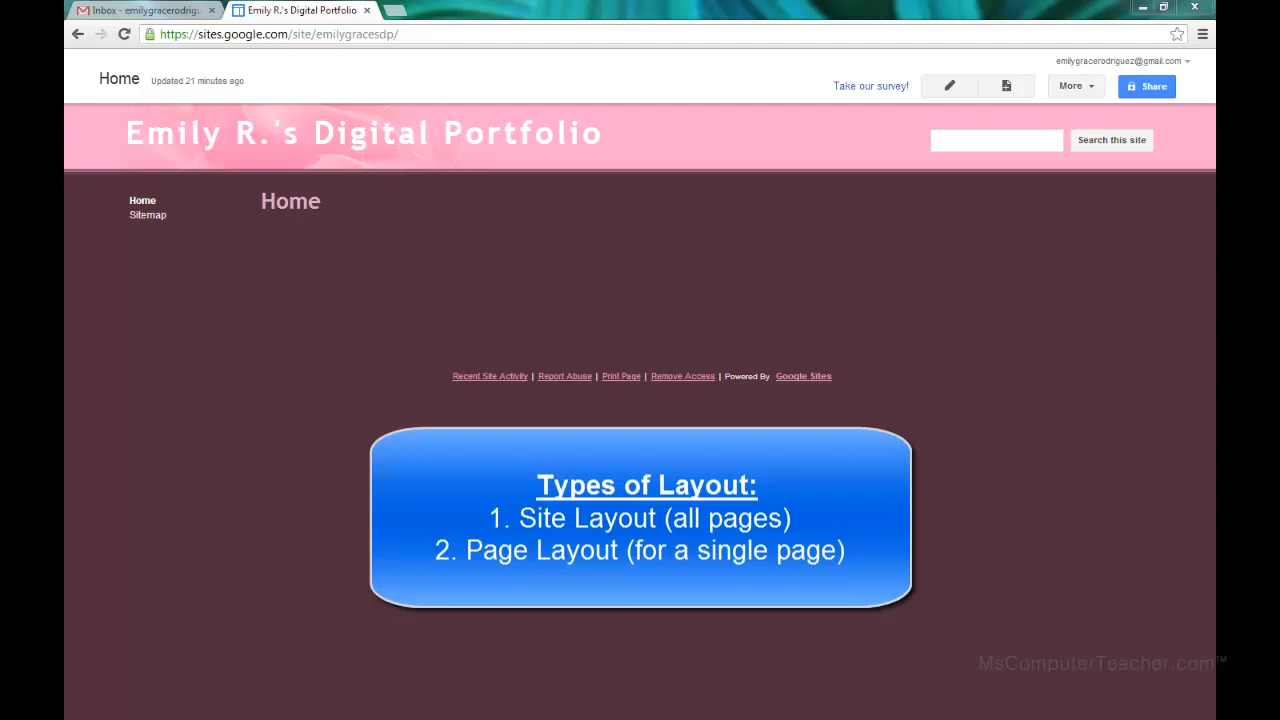 Inbox - emilygracerodrig
Emily R.'s Digital Portfolio
https://sites.google.com/site/emilygracesdp/
emilygracerodriguez@gmail.com
Home Updated 21 minutes ago
Take our survey!
More
Share
Emily R.'s Digital Portfolio
Search this site
Home
Sitemap
Home
Recent Site Activity | Report Abuse | Print Page | Remove Access | Powered By Google Sites
Types of Layout:
1. Site Layout (all pages)
2. Page Layout (for a single page)
MsComputerTeacher.com™